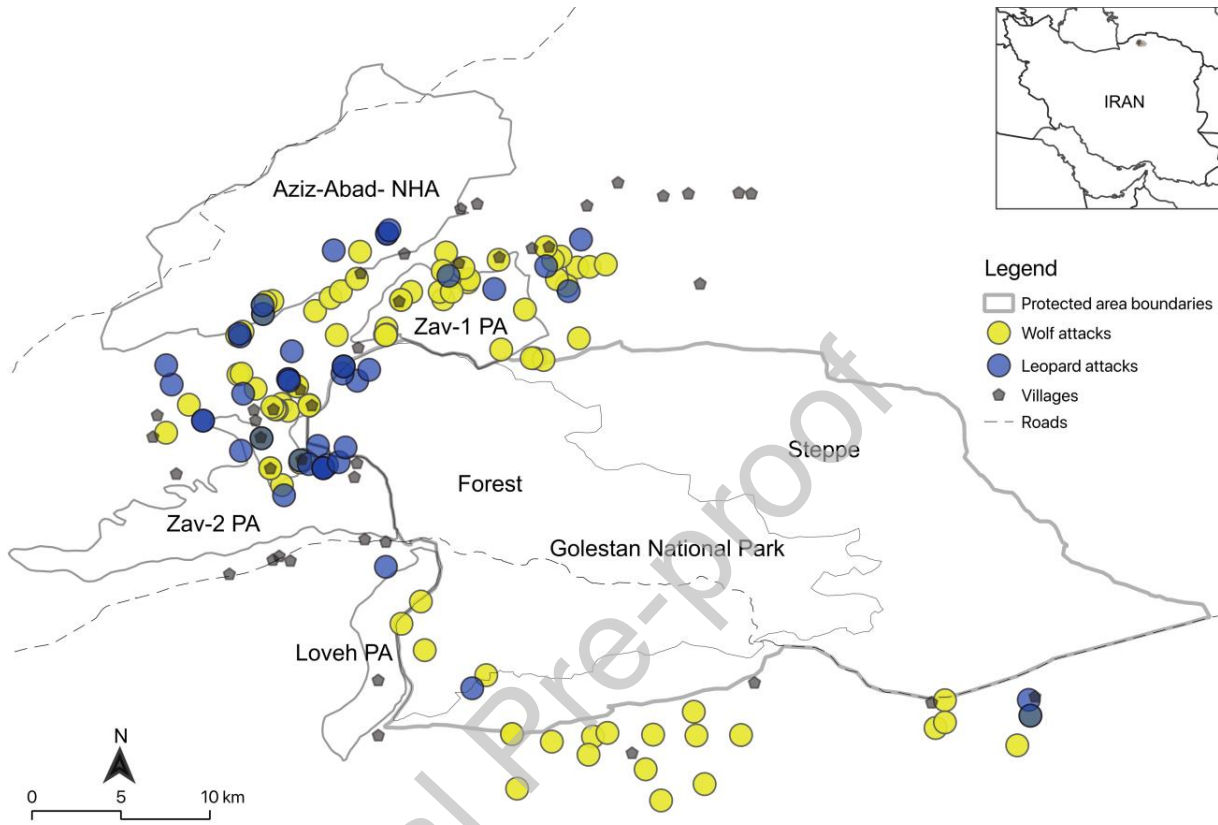 IRAN
Aziz-Abad- NHA
Legend
Protected area boundaries
Wolf attacks
Leopard attacks
Villages
Roads
Zav-1 PA
Steppe
Forest
Zav-2 PA
Golestan National Park
Loveh PA
N
0 5 10 km
al Pre-proof